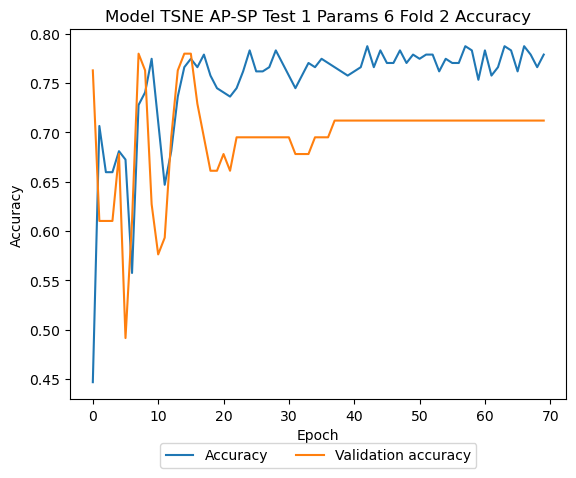 Model TSNE AP-SP Test 1 Params 6 Fold 2 Accuracy
0.80
0.75
0.70
0.65
0.60
0.55
0.50
0.45
Accuracy
0 10 20 30 40 50 60 70
Epoch
Accuracy Validation accuracy